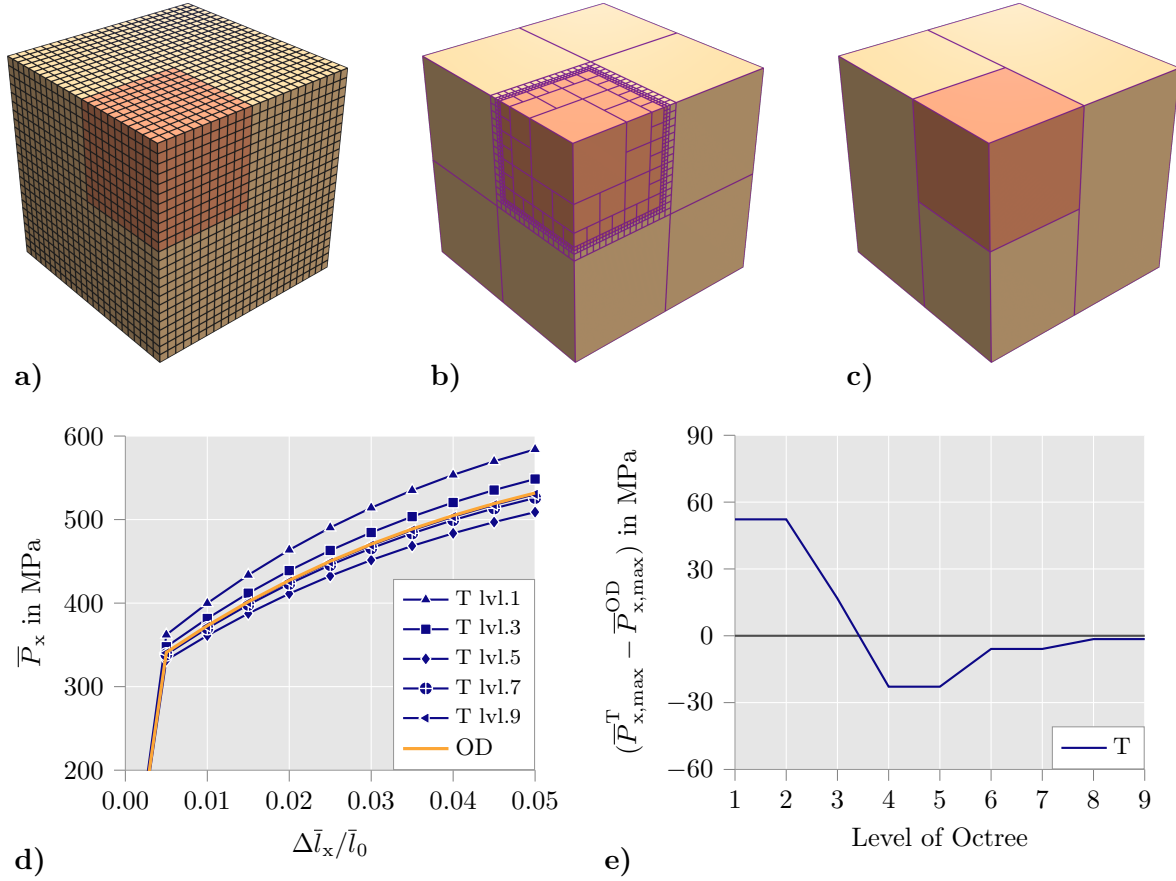 a)
b)
c)
600
500
400
300
200
0.00 0.01 0.02 0.03 0.04 0.05
P̅ₓ in MPa
Δl̅ₓ/l̅₀
T lvl.1
T lvl.3
T lvl.5
T lvl.7
T lvl.9
OD
d)
90
60
30
0
−30
−60
1 2 3 4 5 6 7 8 9
(P̅ᵀx,max − P̅ᴼᴰx,max) in MPa
Level of Octree
T
e)